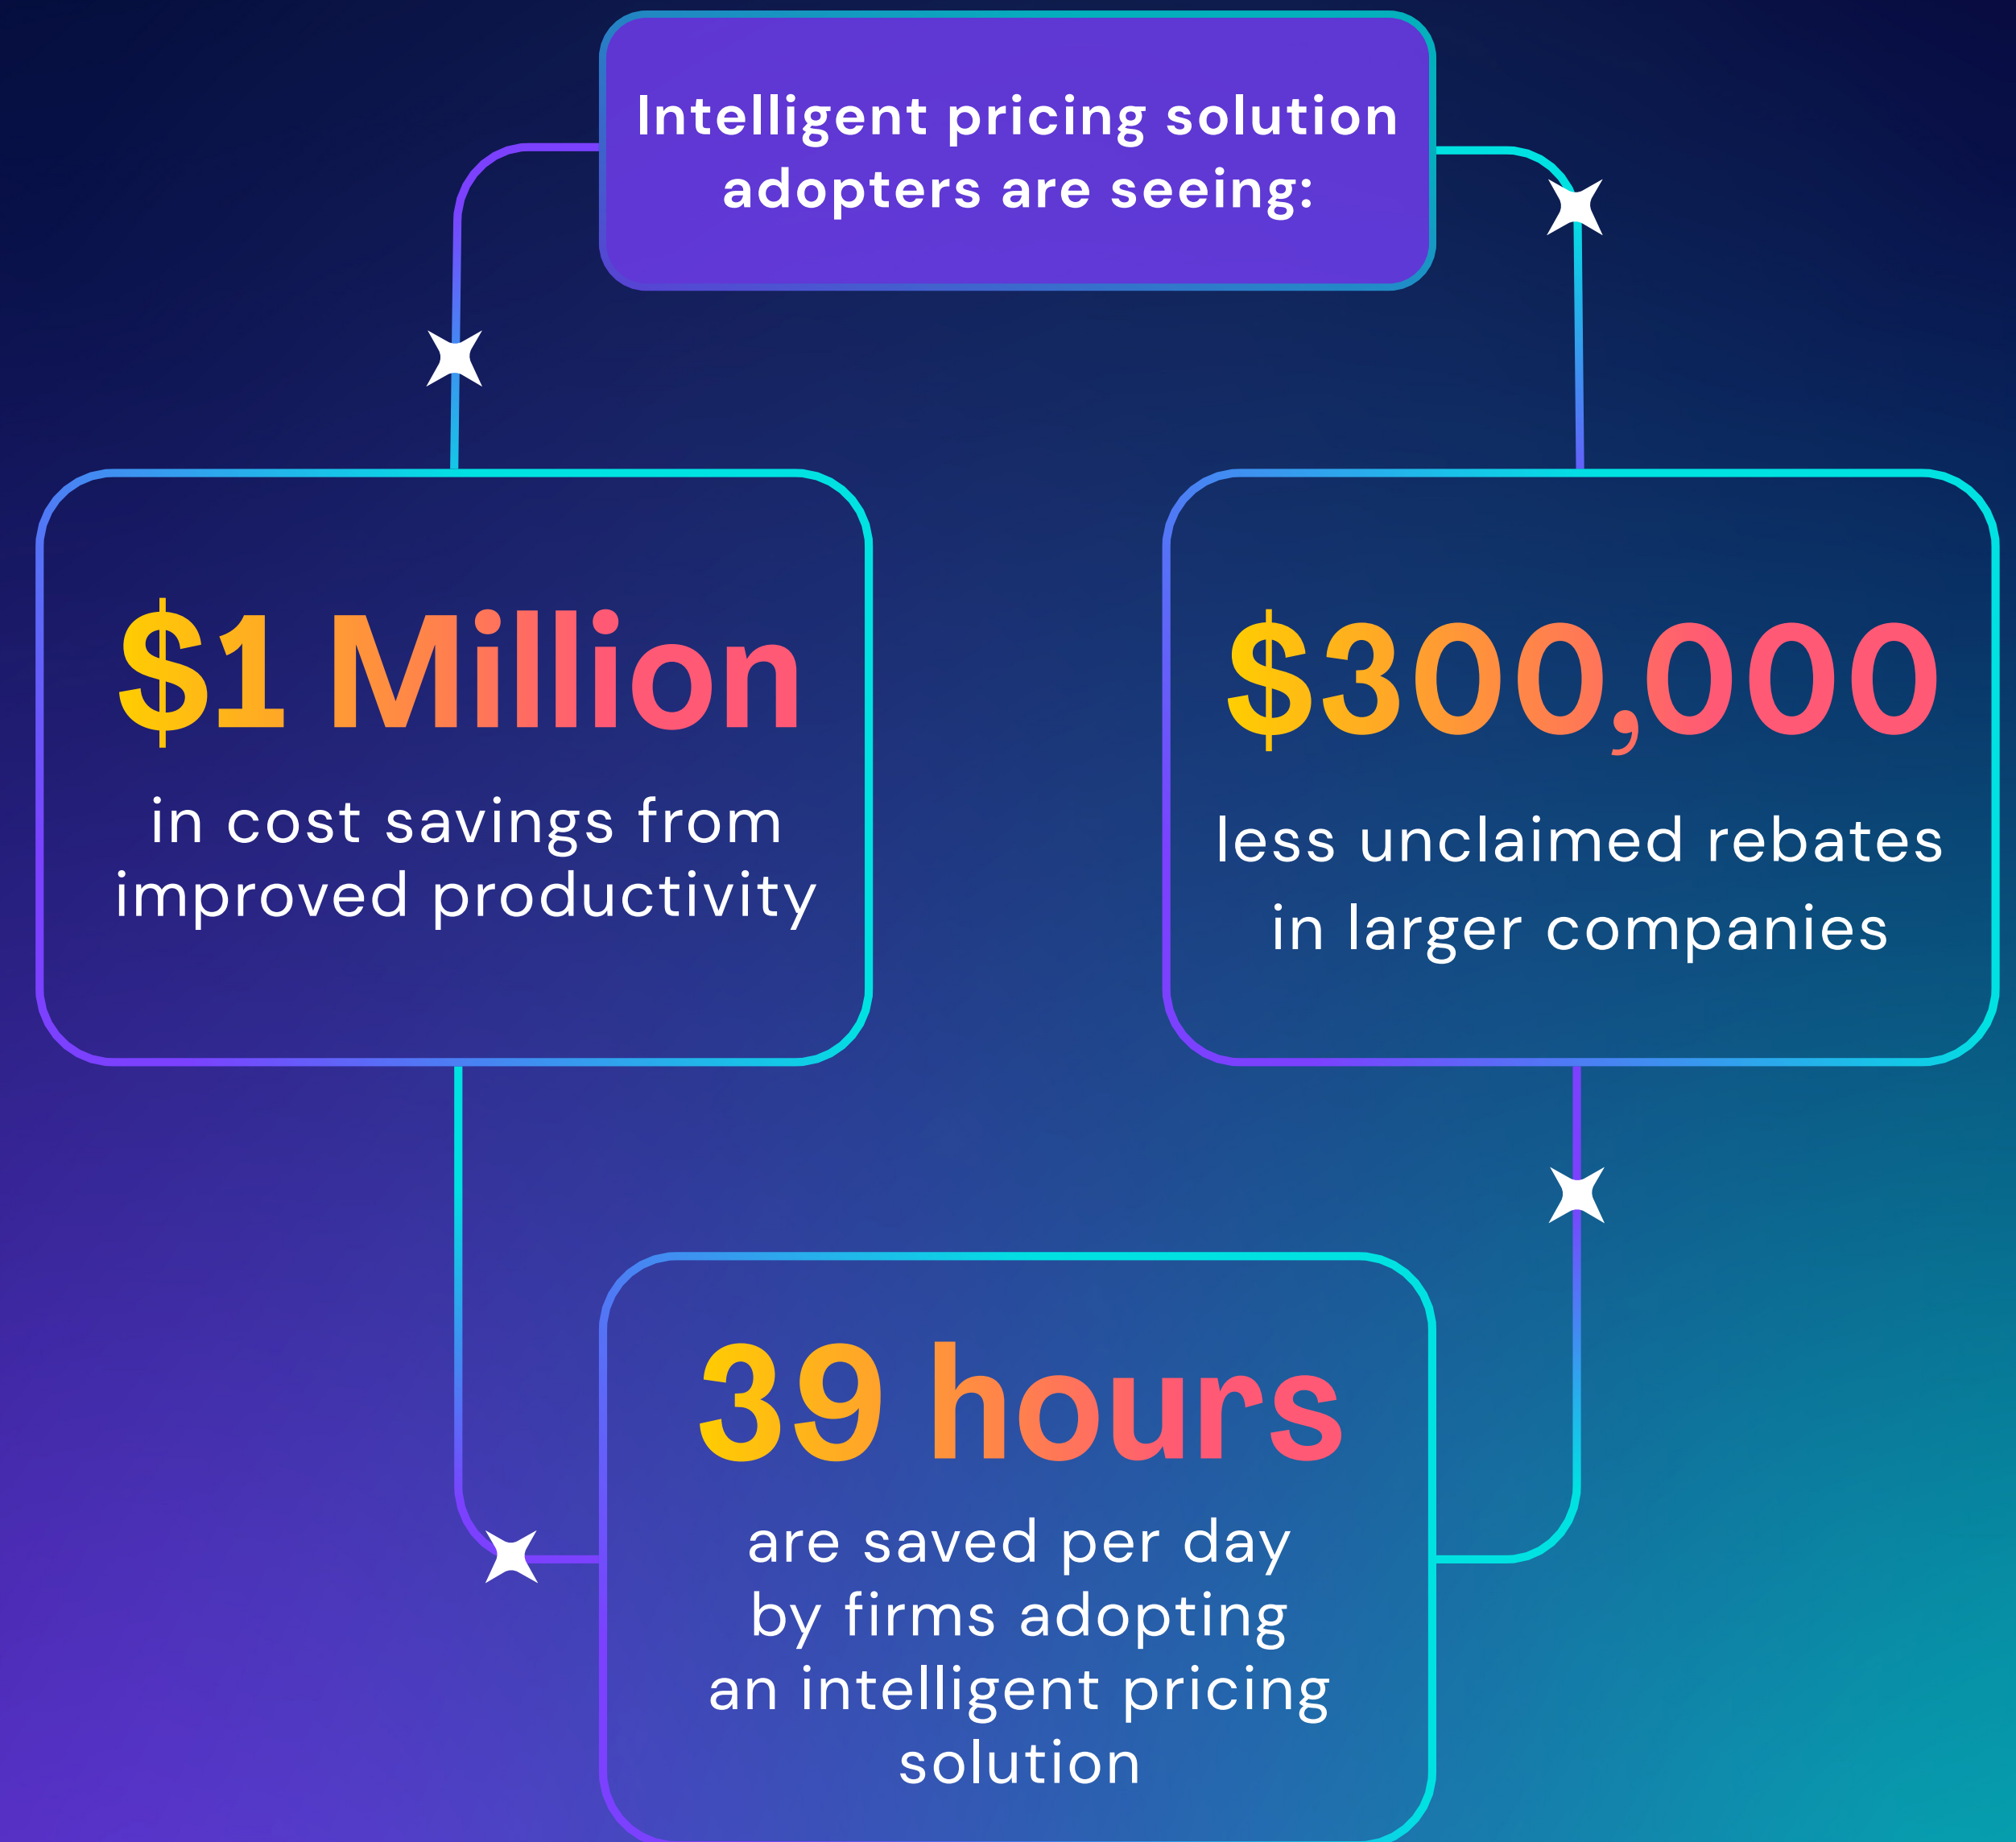 Intelligent pricing solution
adopters are seeing:
$1 Million
in cost savings from
improved productivity
$300,000
less unclaimed rebates
in larger companies
39 hours
are saved per day
by firms adopting
an intelligent pricing
solution